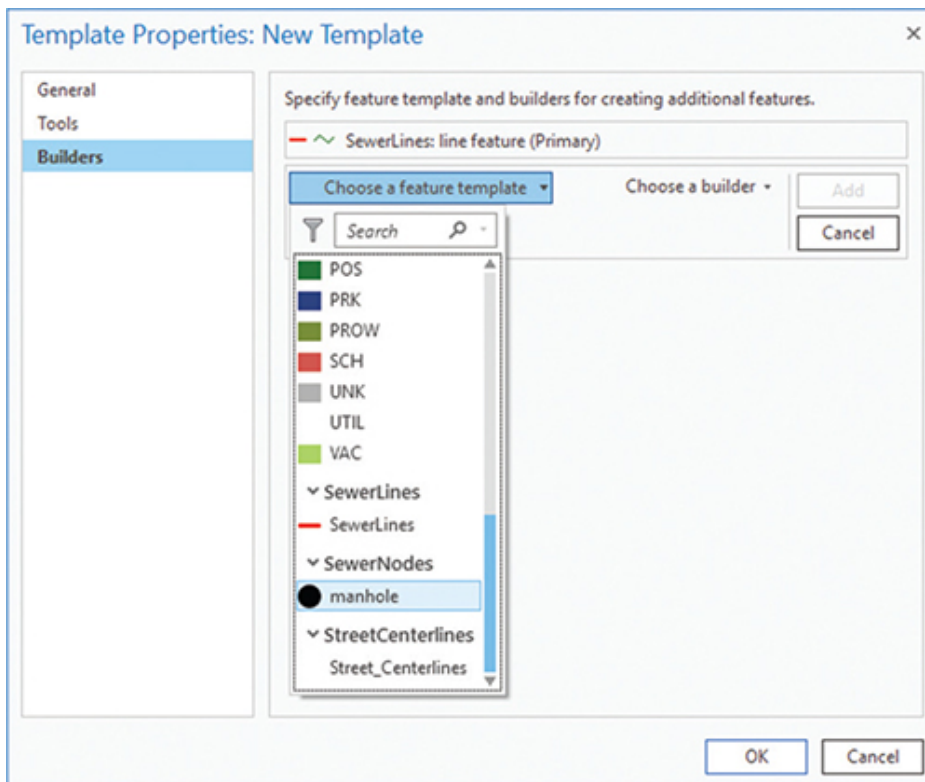 Template Properties: New Template
General
Tools
Builders
Specify feature template and builders for creating additional features.
SewerLines: line feature (Primary)
Choose a feature template
Choose a builder
Add
Cancel
Search
POS
PRK
PROW
SCH
UNK
UTIL
VAC
SewerLines
SewerLines
SewerNodes
manhole
StreetCenterlines
Street_Centerlines
OK
Cancel